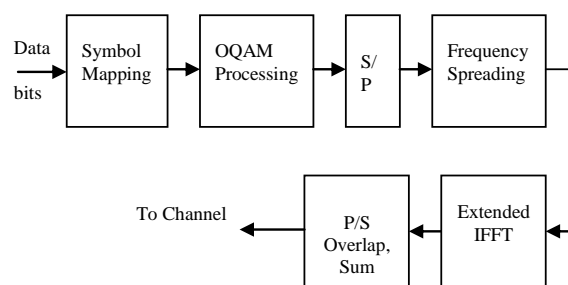 Data
bits
Symbol
Mapping
OQAM
Processing
S/
P
Frequency
Spreading
To Channel
P/S
Overlap,
Sum
Extended
IFFT